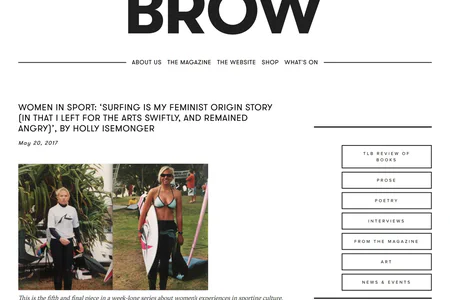 BROW
ABOUT US THE MAGAZINE THE WEBSITE SHOP WHAT'S ON
WOMEN IN SPORT: ‘SURFING IS MY FEMINIST ORIGIN STORY
(IN THAT I LEFT FOR THE ARTS SWIFTLY, AND REMAINED
ANGRY)’, BY HOLLY ISEMONGER
May 20, 2017
This is the fifth and final piece in a week-long series about women's experiences in sporting culture.
TLB REVIEW OF
BOOKS
PROSE
POETRY
INTERVIEWS
FROM THE MAGAZINE
ART
NEWS & EVENTS